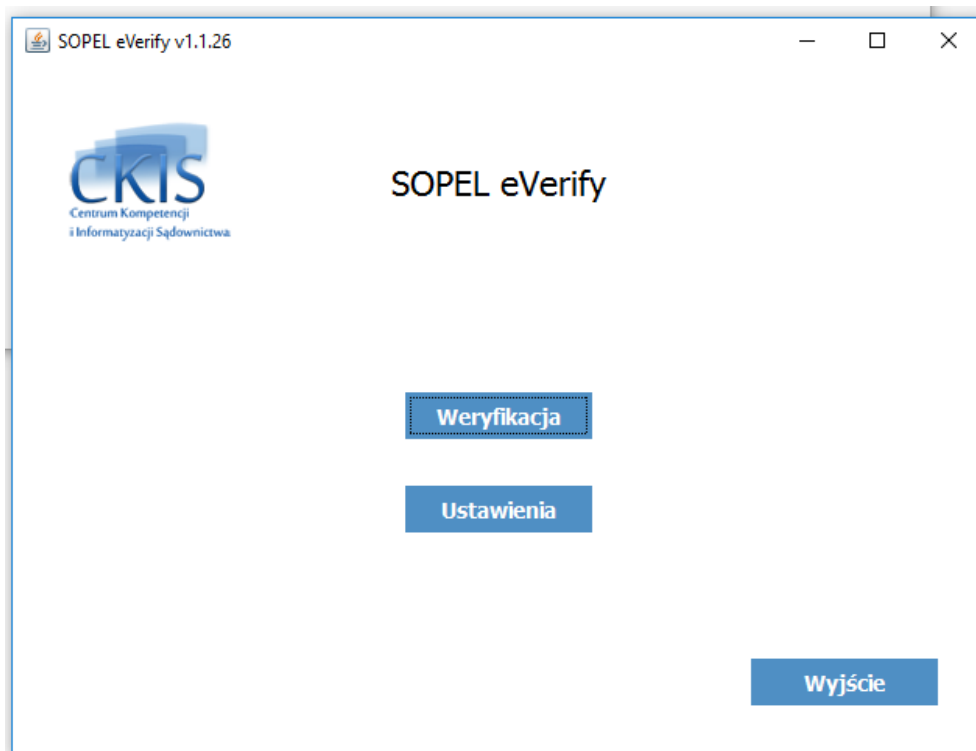 SOPEL eVerify v1.1.26
CKIS
Centrum Kompetencji
i Informatyzacji Sądownictwa
SOPEL eVerify
Weryfikacja
Ustawienia
Wyjście